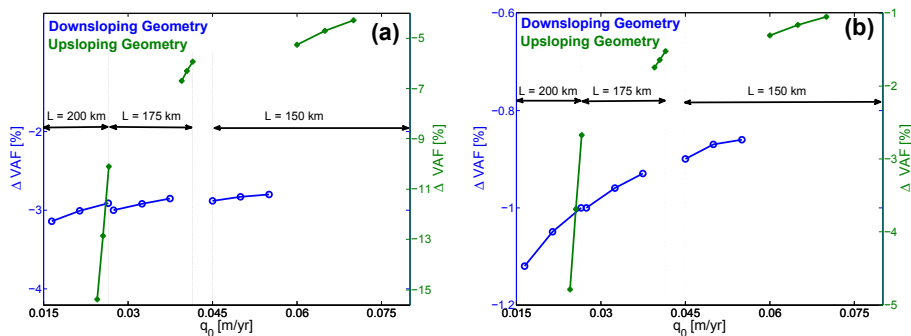 Downsloping Geometry
Upsloping Geometry
(a)
L = 200 km
L = 175 km
L = 150 km
−2
−3
−4
Δ VAF [%]
−5
−7
−9
−11
−13
−15
Δ VAF [%]
0.015
0.03
0.045
0.06
0.075
q0 [m/yr]
Downsloping Geometry
Upsloping Geometry
(b)
L = 200 km
L = 175 km
L = 150 km
−0.6
−0.8
−1
−1.2
Δ VAF [%]
−1
−2
−3
−4
−5
Δ VAF [%]
0.015
0.03
0.045
0.06
0.075
q0 [m/yr]